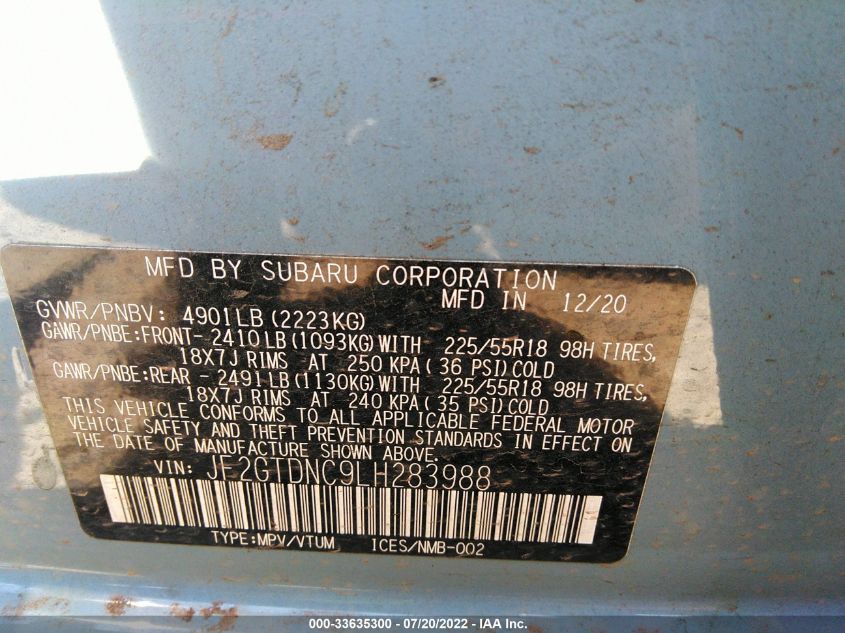 MFD BY SUBARU CORPORATION
MFD IN 12/20
GVWR/PNBV: 4901LB(2223KG)
GAWR/PNBE:FRONT- 2410LB(1093KG)WITH 225/55R18 98H TIRES,
18X7J RIMS AT 250 KPA( 36 PSI)COLD
GAWR/PNBE:REAR - 2491LB(1130KG)WITH 225/55R18 98H TIRES,
18X7J RIMS AT 240 KPA(35 PSI)COLD
THIS VEHICLE CONFORMS TO ALL APPLICABLE FEDERAL MOTOR
VEHICLE SAFETY AND THEFT PREVENTION STANDARDS IN EFFECT ON
THE DATE OF MANUFACTURE SHOWN ABOVE.
VIN: JF2GTDNC9LH283988
TYPE:MPV/VTUM ICES/NMB-002
000-33635300 - 07/20/2022 - IAA Inc.